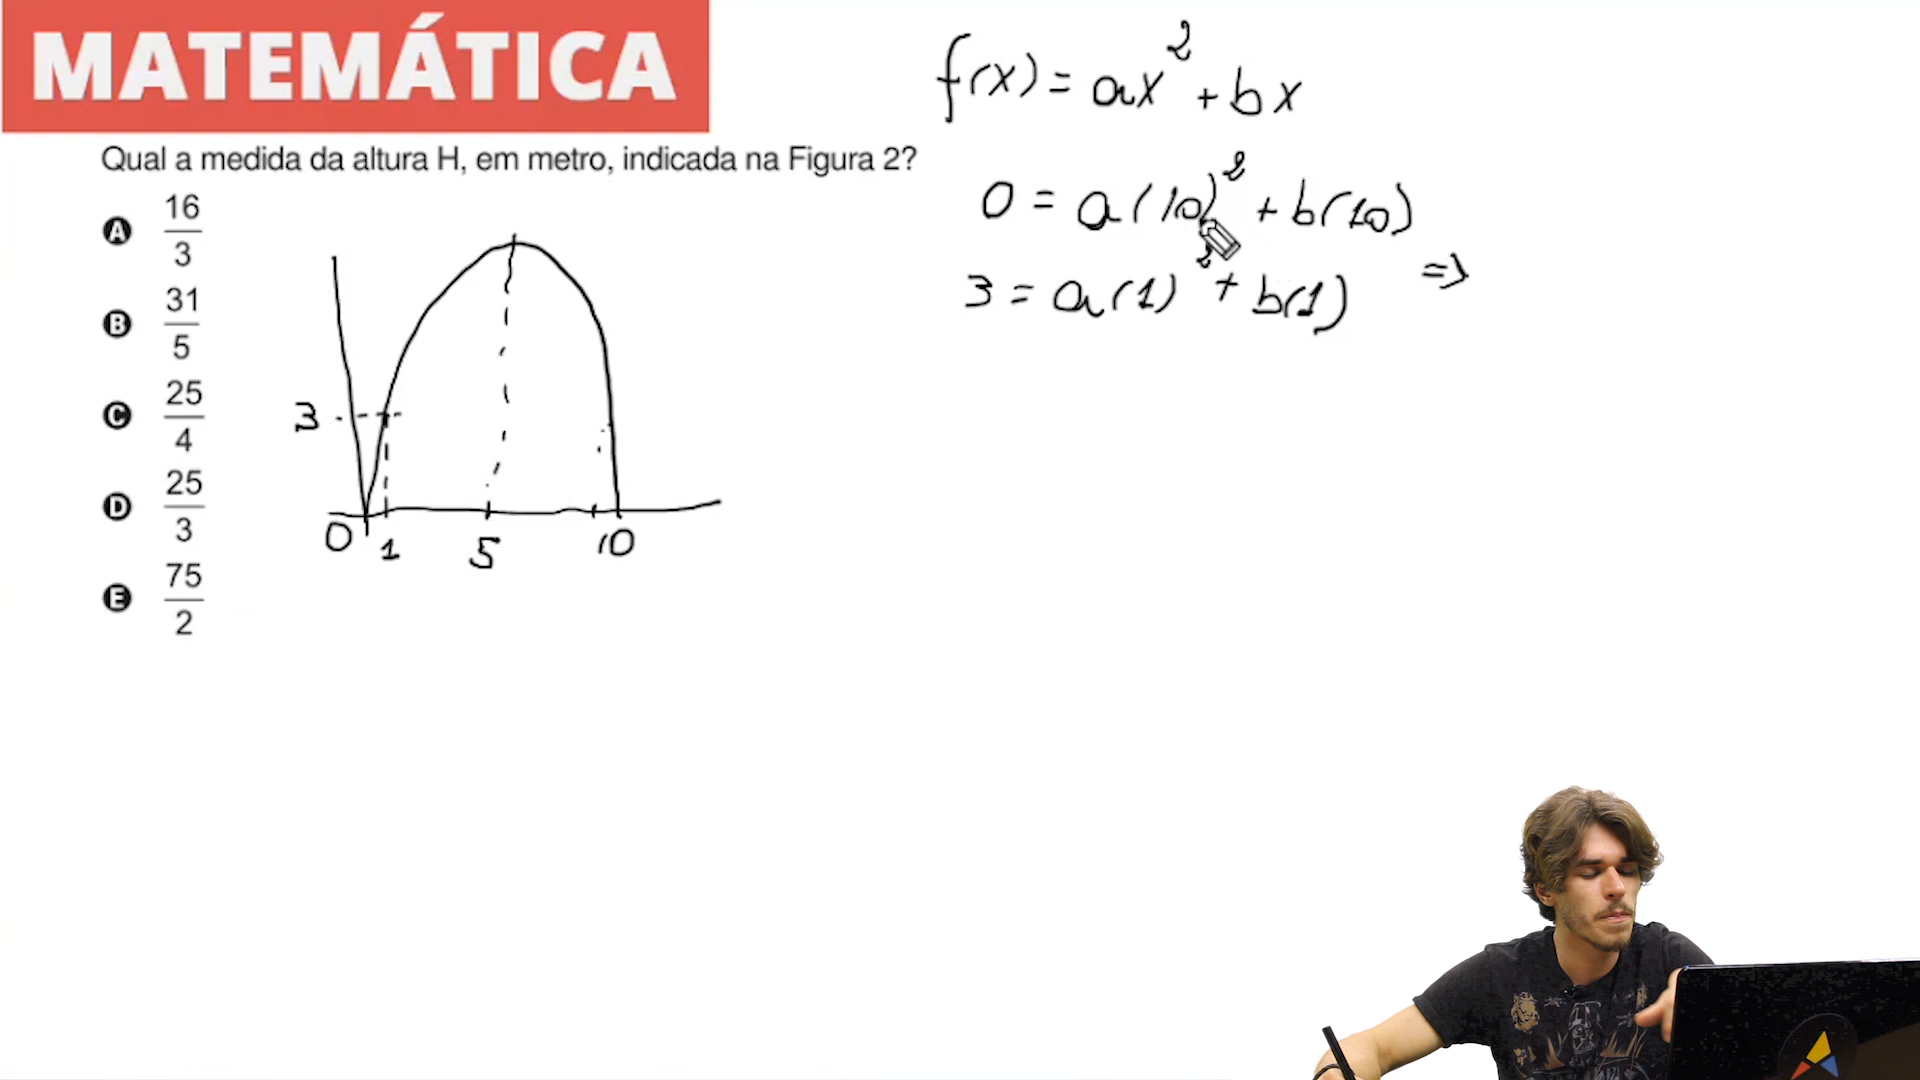 MATEMÁTICA
Qual a medida da altura H, em metro, indicada na Figura 2?
A 16/3
B 31/5
C 25/4
D 25/3
E 75/2
3
0 1 5 10
f(x) = ax² + bx
0 = a(10)² + b(10)
3 = a(1)² + b(1) ⇒